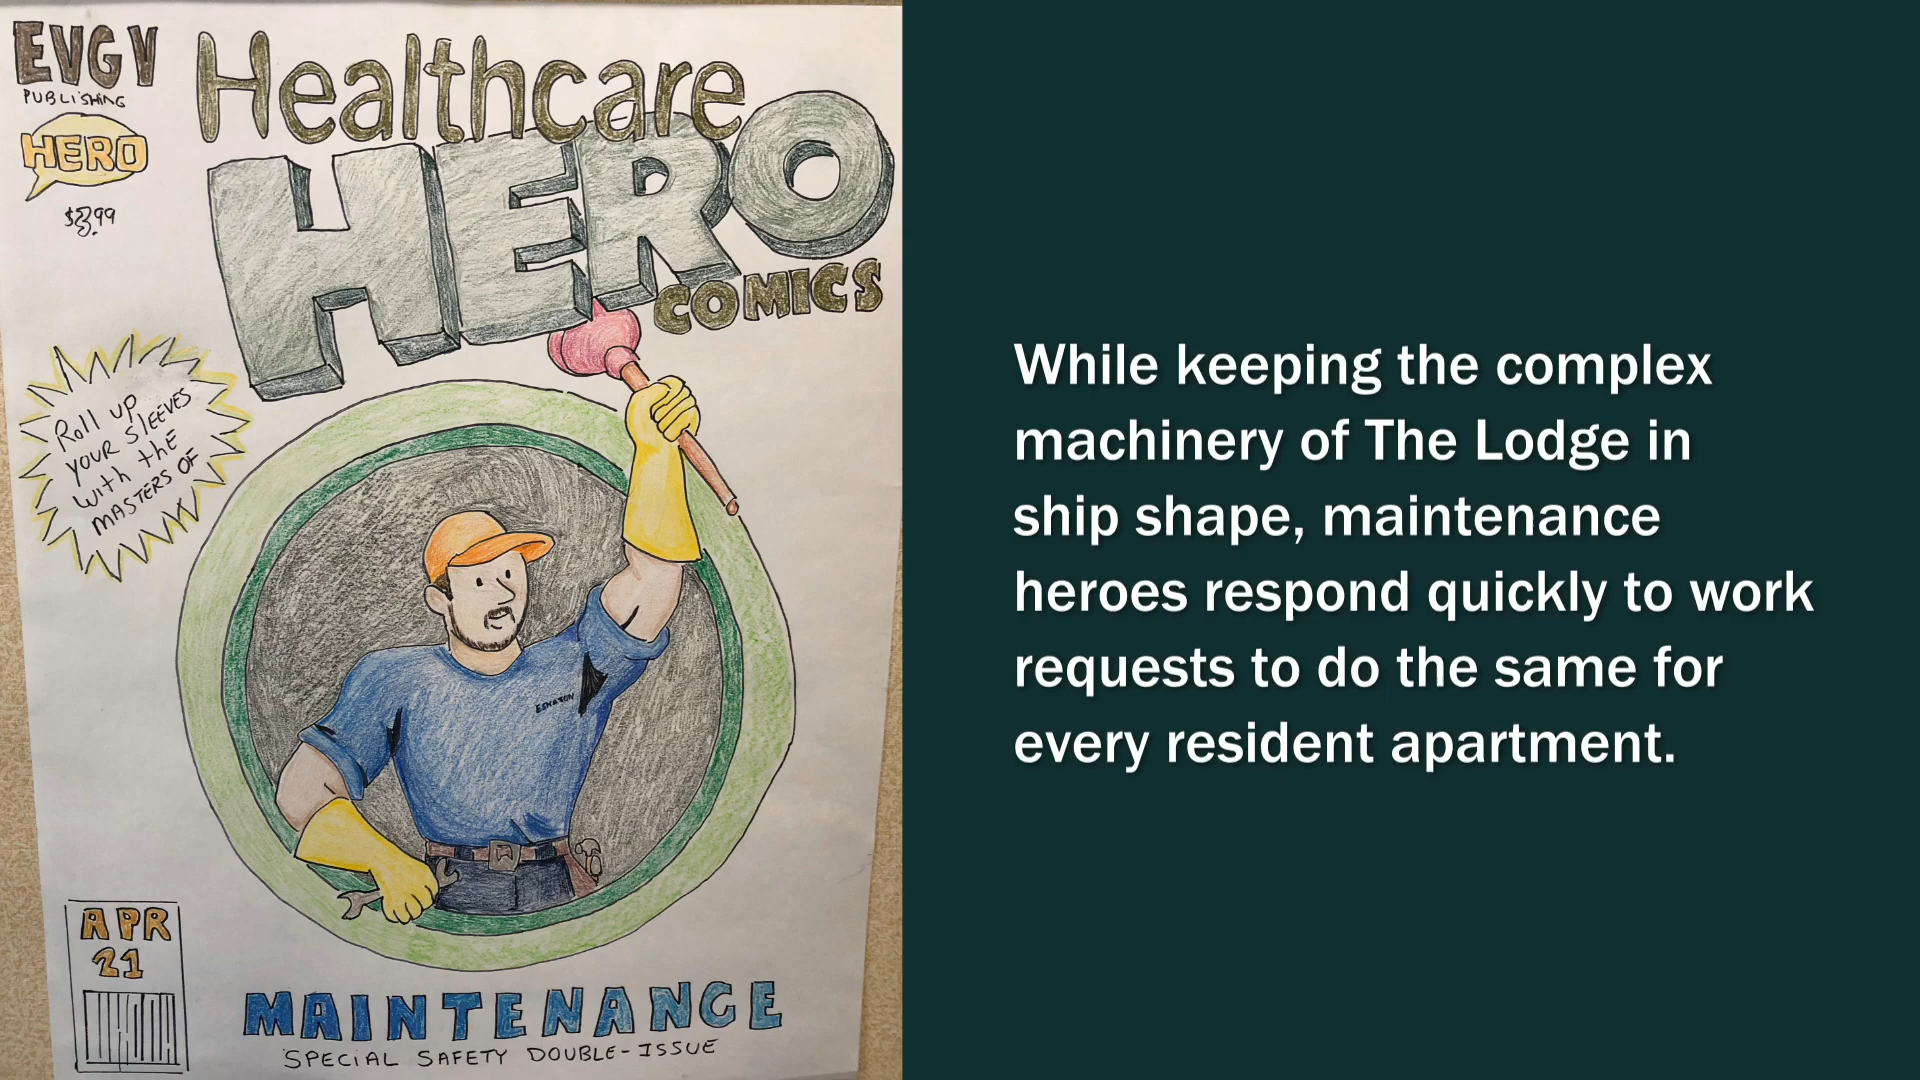 EVGV
PUBLISHING
HERO
$3.99
Healthcare
HERO
COMICS
Roll up
your SLEEVES
with the
MASTERS OF
ESKATON
APR
21
MAINTENANCE
SPECIAL SAFETY DOUBLE-ISSUE
While keeping the complex
machinery of The Lodge in
ship shape, maintenance
heroes respond quickly to work
requests to do the same for
every resident apartment.